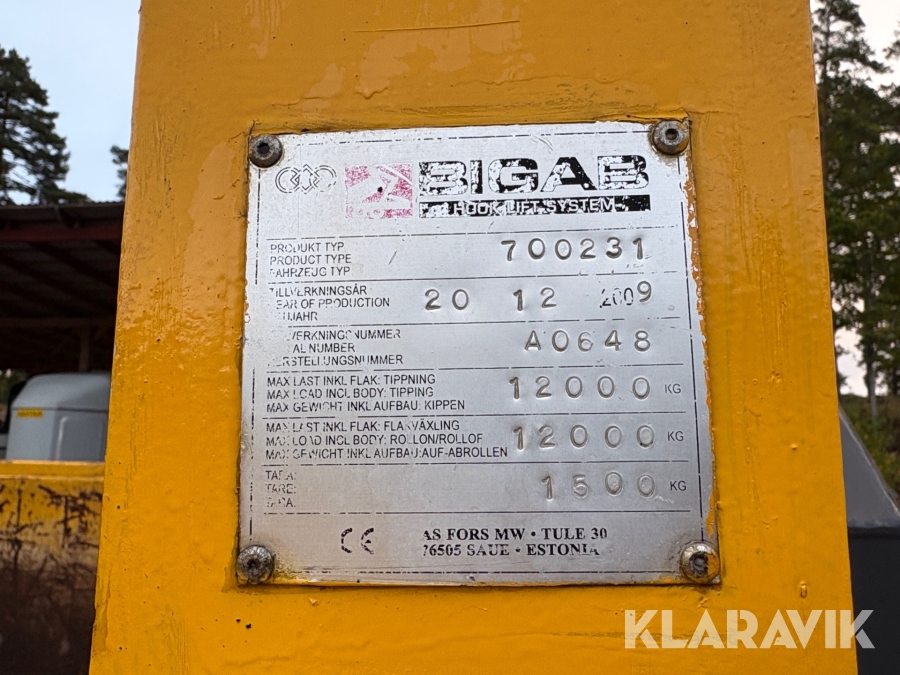 BIGAB
HOOK LIFT SYSTEM
PRODUKT TYP
PRODUCT TYPE
FAHRZEUG TYP
700231
TILLVERKNINGSÅR
YEAR OF PRODUCTION
BAUJAHR
20 12 2009
VERKNINGSNUMMER
SERIAL NUMBER
HERSTELLUNGSNUMMER
A0648
MAX LAST INKL FLAK: TIPPNING
MAX LOAD INCL BODY: TIPPING
MAX GEWICHT INKL AUFBAU: KIPPEN
12000 KG
MAX LAST INKL FLAK: FLAKVÄXLING
MAX LOAD INCL BODY: ROLLON/ROLLOF
MAX GEWICHT INKL AUFBAU: AUF-ABROLLEN
12000 KG
TARA:
TARE:
TARA:
1500 KG
CE
AS FORS MW • TULE 30
76505 SAUE • ESTONIA
KLARAVIK